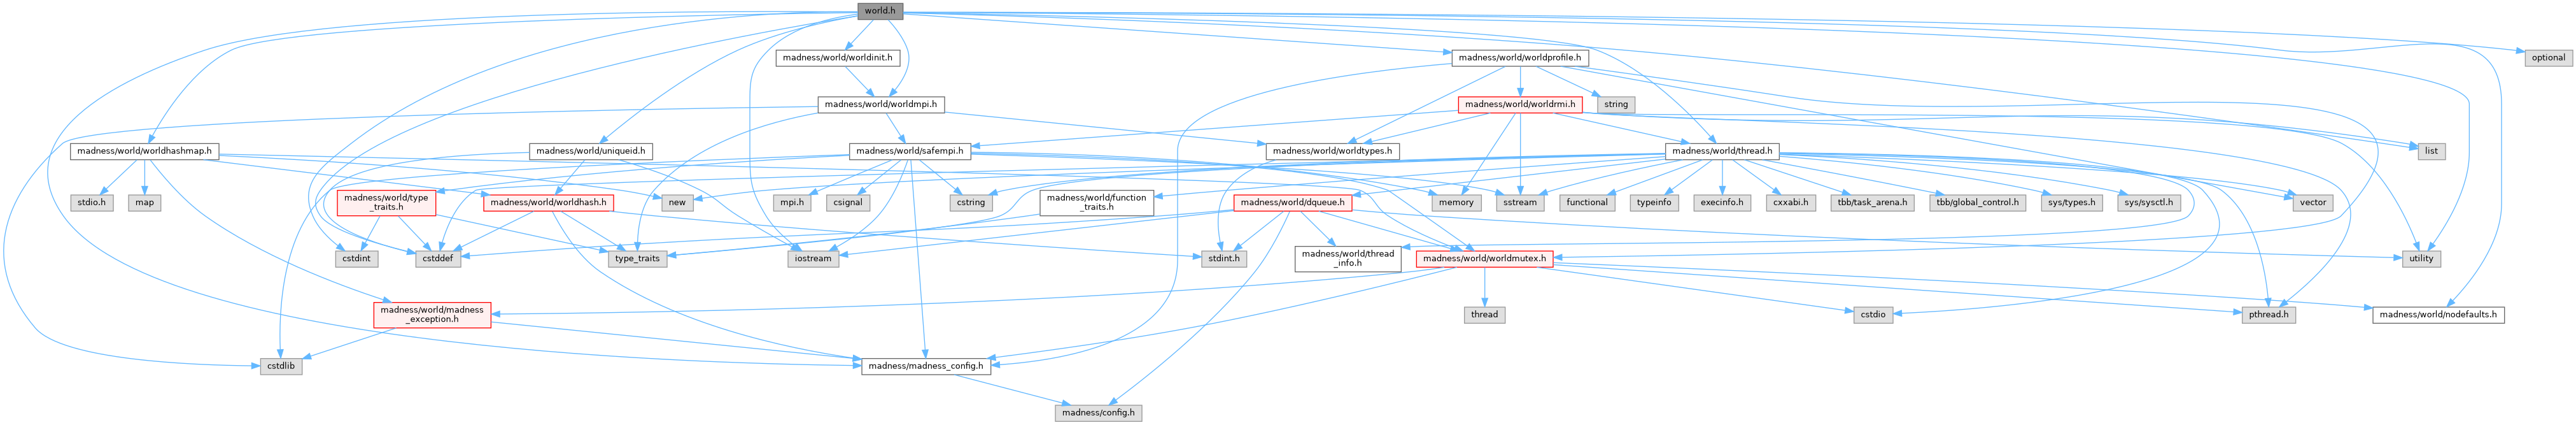 world.h
madness/world/worldinit.h
madness/world/worldprofile.h
optional
madness/world/worldmpi.h
madness/world/worldrmi.h
string
madness/world/worldhashmap.h
madness/world/uniqueid.h
madness/world/safempi.h
madness/world/worldtypes.h
madness/world/thread.h
list
stdio.h
map
madness/world/type
_traits.h
madness/world/worldhash.h
new
mpi.h
csignal
cstring
madness/world/function
_traits.h
madness/world/dqueue.h
memory
sstream
functional
typeinfo
execinfo.h
cxxabi.h
tbb/task_arena.h
tbb/global_control.h
sys/types.h
sys/sysctl.h
vector
cstdint
cstddef
type_traits
iostream
stdint.h
madness/world/thread
_info.h
madness/world/worldmutex.h
utility
madness/world/madness
_exception.h
thread
cstdio
pthread.h
madness/world/nodefaults.h
cstdlib
madness/madness_config.h
madness/config.h